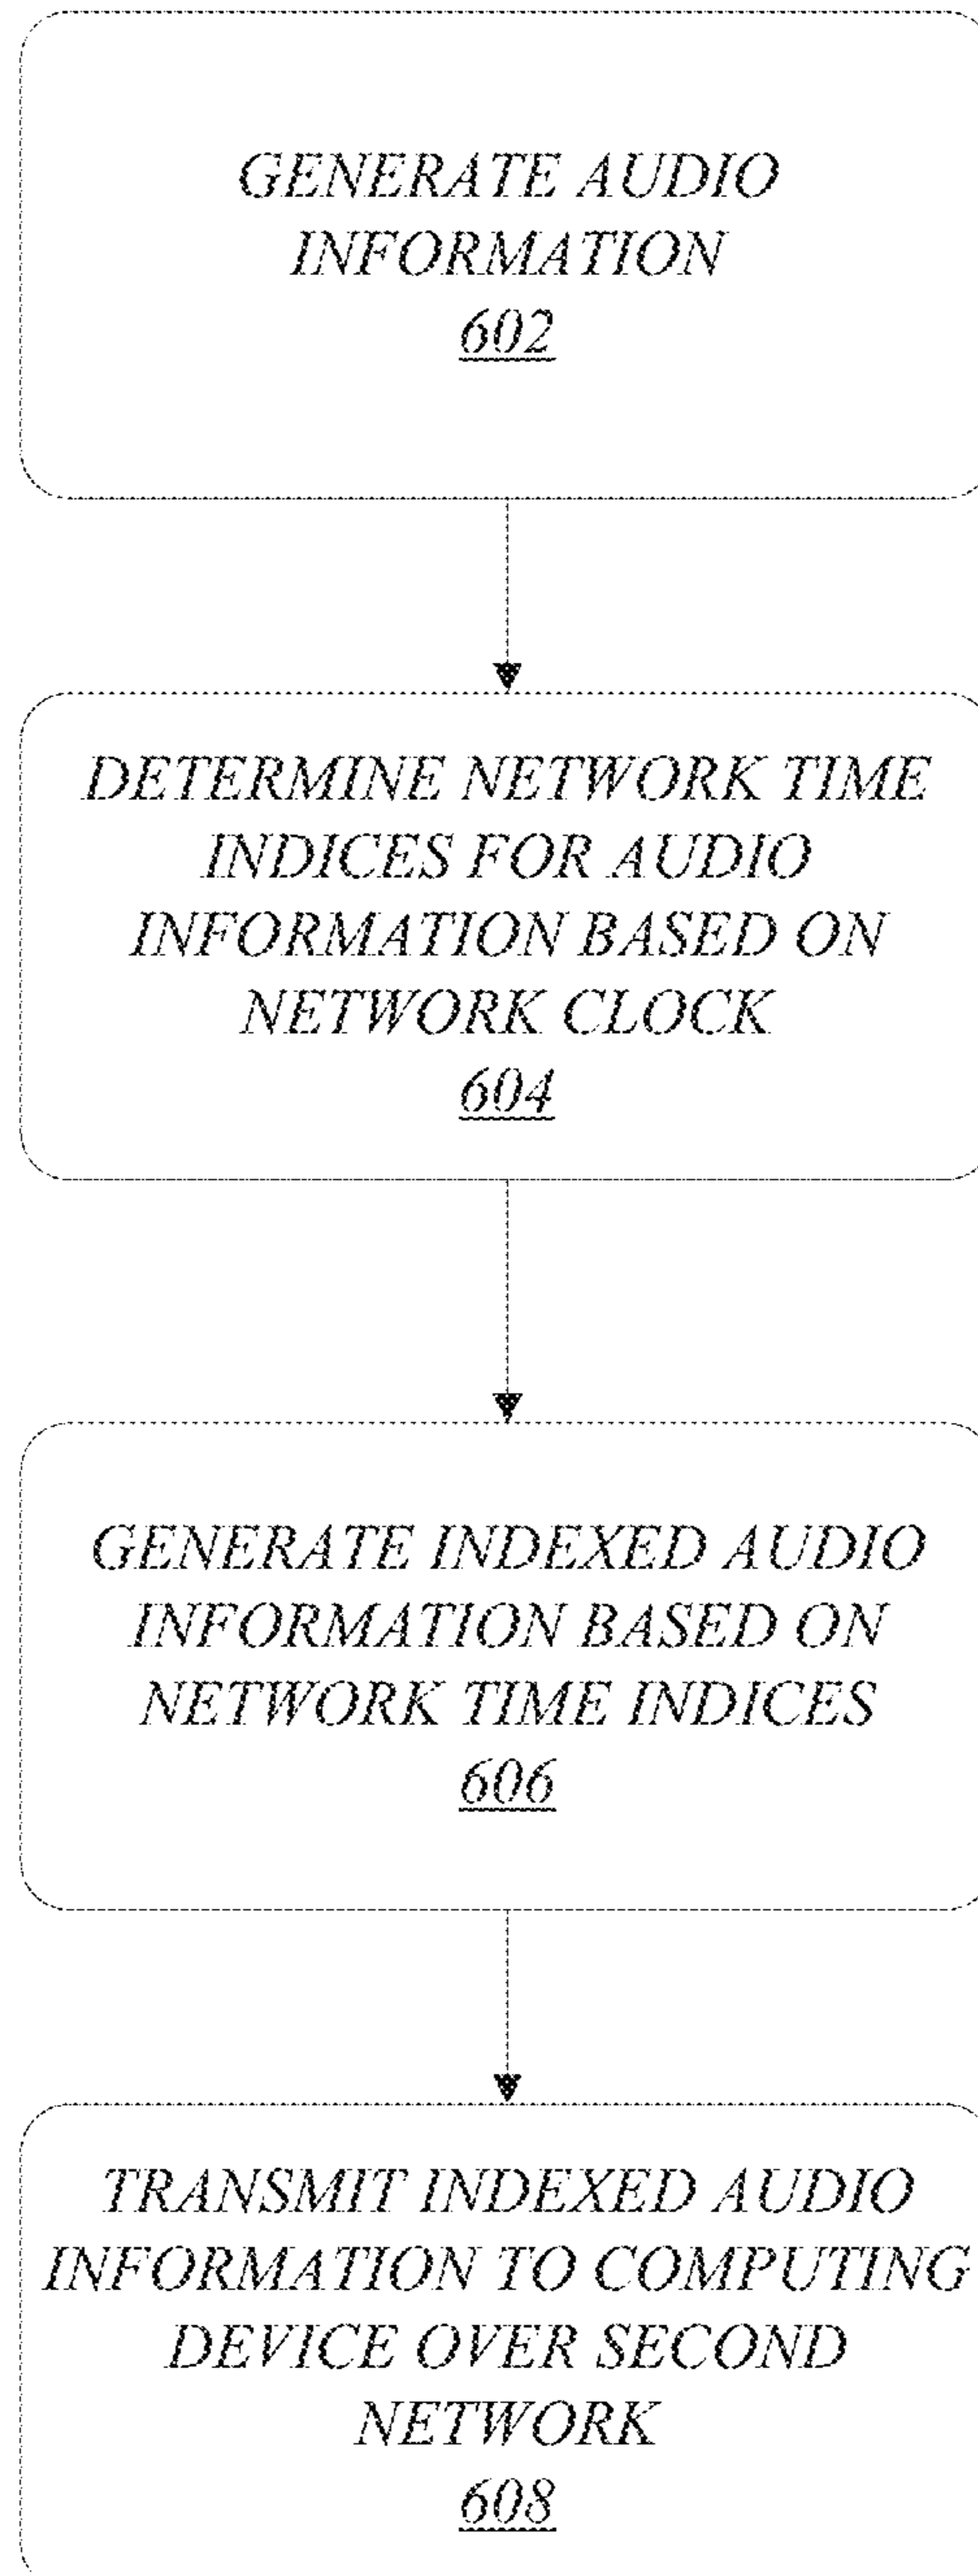 GENERATE AUDIO
INFORMATION
602
DETERMINE NETWORK TIME
INDICES FOR AUDIO
INFORMATION BASED ON
NETWORK CLOCK
604
GENERATE INDEXED AUDIO
INFORMATION BASED ON
NETWORK TIME INDICES
606
TRANSMIT INDEXED AUDIO
INFORMATION TO COMPUTING
DEVICE OVER SECOND
NETWORK
608